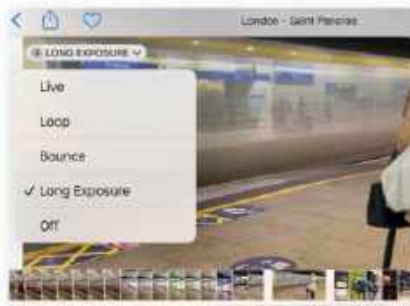 London - Saint Pancras
LONG EXPOSURE
Live
Loop
Bounce
Long Exposure
Off